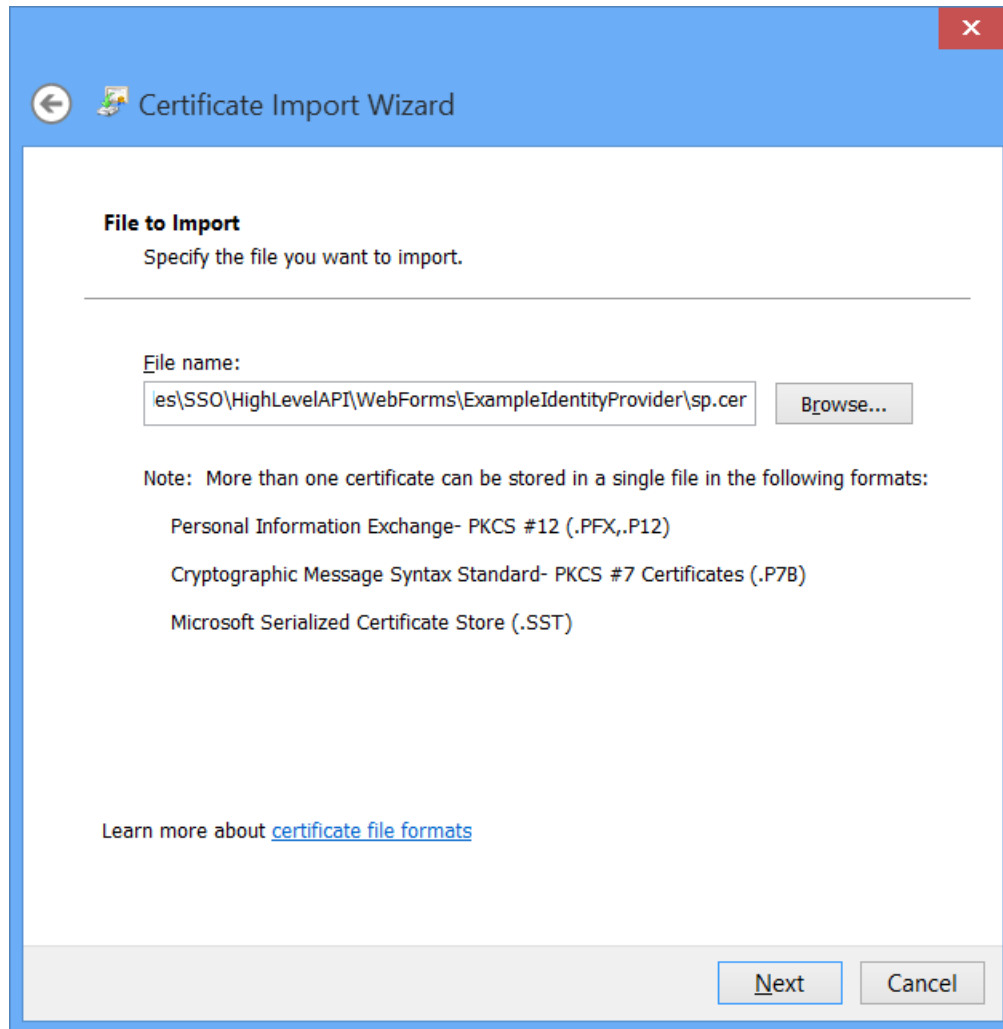 Certificate Import Wizard
File to Import
Specify the file you want to import.
File name:
es\SSO\HighLevelAPI\WebForms\ExampleIdentityProvider\sp.cer
Browse...
Note: More than one certificate can be stored in a single file in the following formats:
Personal Information Exchange- PKCS #12 (.PFX,.P12)
Cryptographic Message Syntax Standard- PKCS #7 Certificates (.P7B)
Microsoft Serialized Certificate Store (.SST)
Learn more about certificate file formats
Next
Cancel